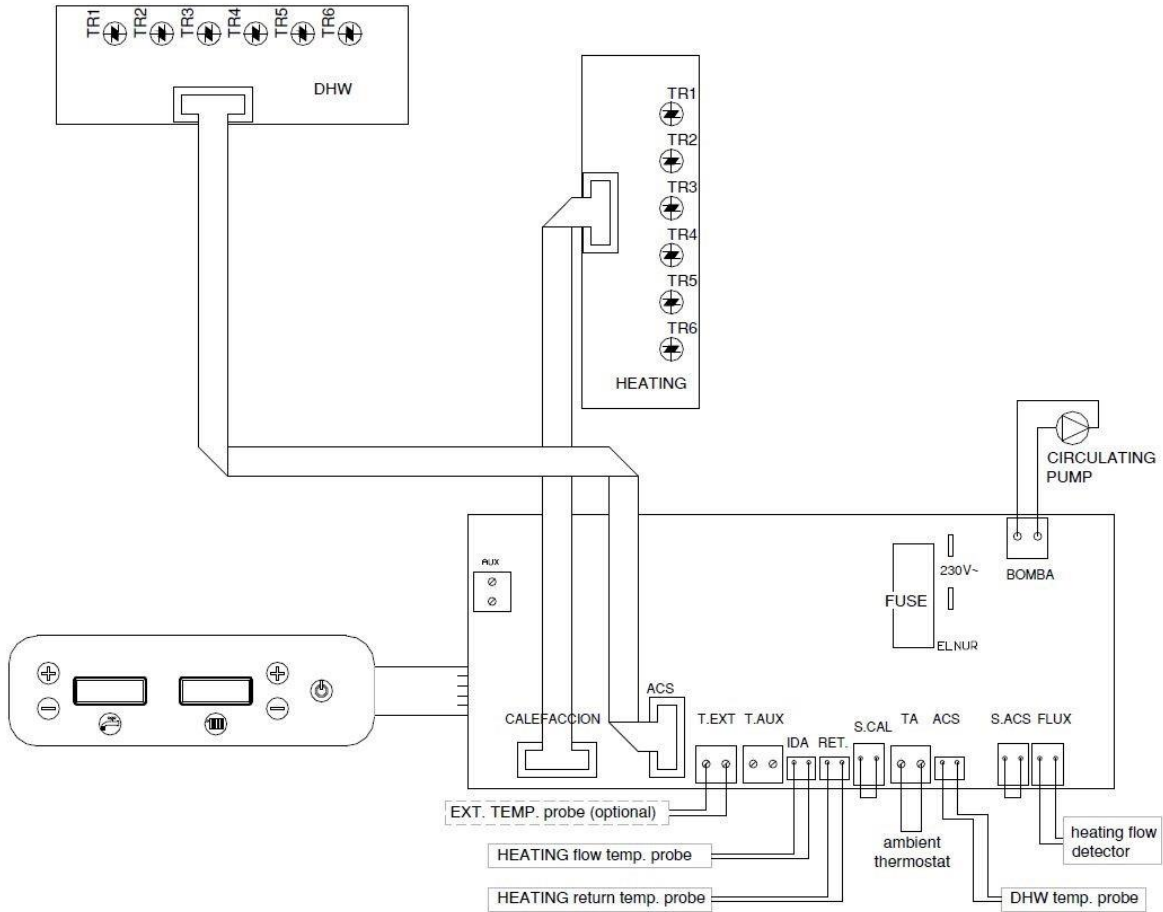 TR1 TR2 TR3 TR4 TR5 TR6
DHW
TR1
TR2
TR3
TR4
TR5
TR6
HEATING
CIRCULATING
PUMP
AUX
230V~
BOMBA
FUSE
ELNUR
ACS
CALEFACCION
T.EXT T.AUX
IDA RET.
S.CAL
TA ACS
S.ACS FLUX
EXT. TEMP. probe (optional)
HEATING flow temp. probe
HEATING return temp. probe
ambient
thermostat
heating flow
detector
DHW temp. probe